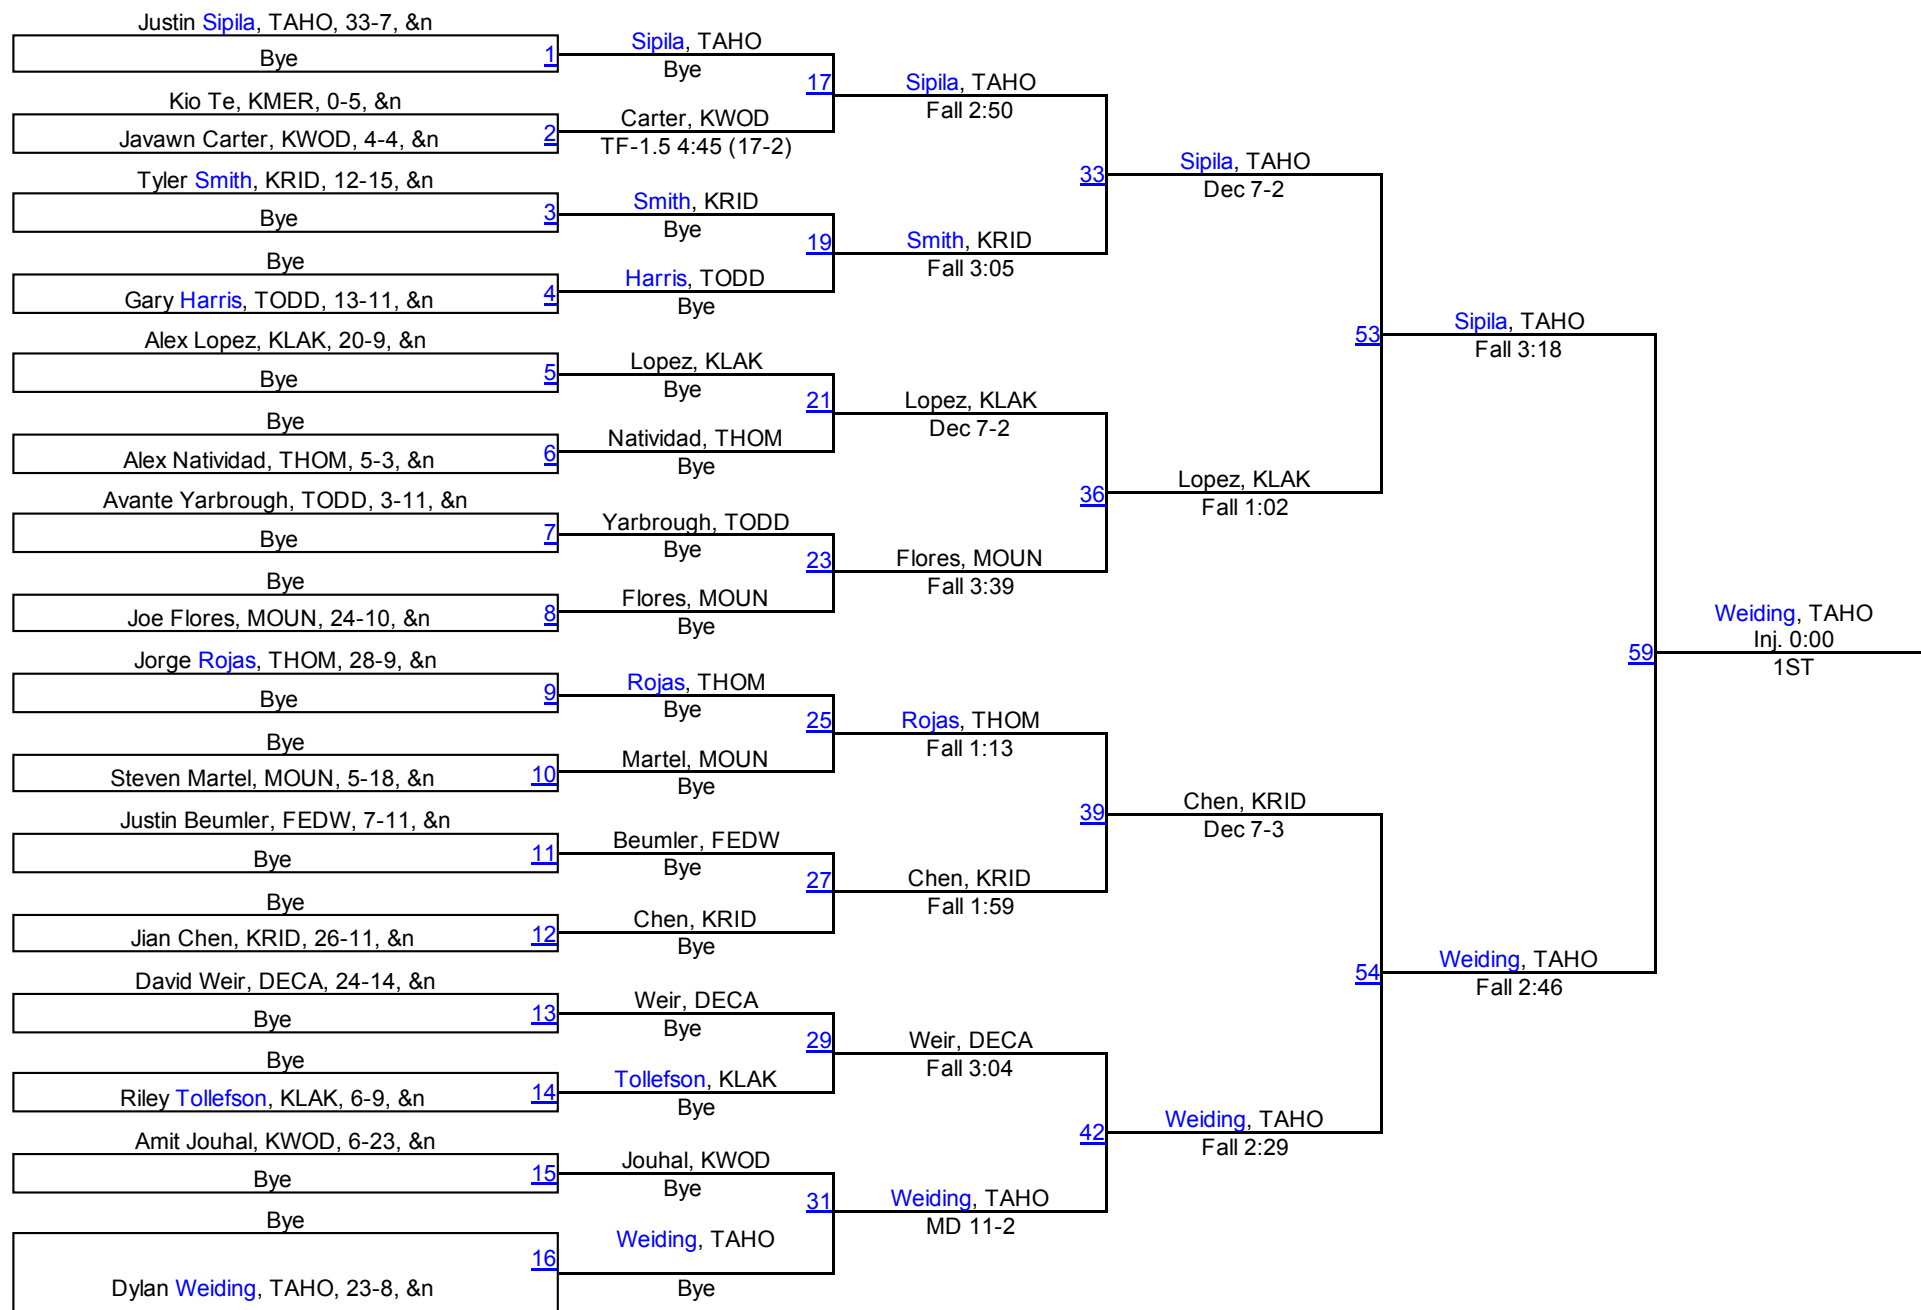 Justin Sipila, TAHO, 33-7, &n
Bye
1
Kio Te, KMER, 0-5, &n
Javawn Carter, KWOD, 4-4, &n
2
Tyler Smith, KRID, 12-15, &n
Bye
3
Bye
Gary Harris, TODD, 13-11, &n
4
Alex Lopez, KLAK, 20-9, &n
Bye
5
Bye
Alex Natividad, THOM, 5-3, &n
6
Avante Yarbrough, TODD, 3-11, &n
Bye
7
Bye
Joe Flores, MOUN, 24-10, &n
8
Jorge Rojas, THOM, 28-9, &n
Bye
9
Bye
Steven Martel, MOUN, 5-18, &n
10
Justin Beumler, FEDW, 7-11, &n
Bye
11
Bye
Jian Chen, KRID, 26-11, &n
12
David Weir, DECA, 24-14, &n
Bye
13
Bye
Riley Tollefson, KLAK, 6-9, &n
14
Amit Jouhal, KWOD, 6-23, &n
Bye
15
Bye
Dylan Weiding, TAHO, 23-8, &n
16
Sipila, TAHO
Bye
17
Carter, KWOD
TF-1.5 4:45 (17-2)
Smith, KRID
Bye
19
Harris, TODD
Bye
Lopez, KLAK
Bye
21
Natividad, THOM
Bye
Yarbrough, TODD
Bye
23
Flores, MOUN
Bye
Rojas, THOM
Bye
25
Martel, MOUN
Bye
Beumler, FEDW
Bye
27
Chen, KRID
Bye
Weir, DECA
Bye
29
Tollefson, KLAK
Bye
Jouhal, KWOD
Bye
31
Weiding, TAHO
Bye
Sipila, TAHO
Fall 2:50
33
Smith, KRID
Fall 3:05
Lopez, KLAK
Dec 7-2
36
Flores, MOUN
Fall 3:39
Rojas, THOM
Fall 1:13
39
Chen, KRID
Fall 1:59
Weir, DECA
Fall 3:04
42
Weiding, TAHO
MD 11-2
Sipila, TAHO
Dec 7-2
53
Lopez, KLAK
Fall 1:02
Chen, KRID
Dec 7-3
54
Weiding, TAHO
Fall 2:29
Sipila, TAHO
Fall 3:18
59
Weiding, TAHO
Fall 2:46
Weiding, TAHO
Inj. 0:00
1ST